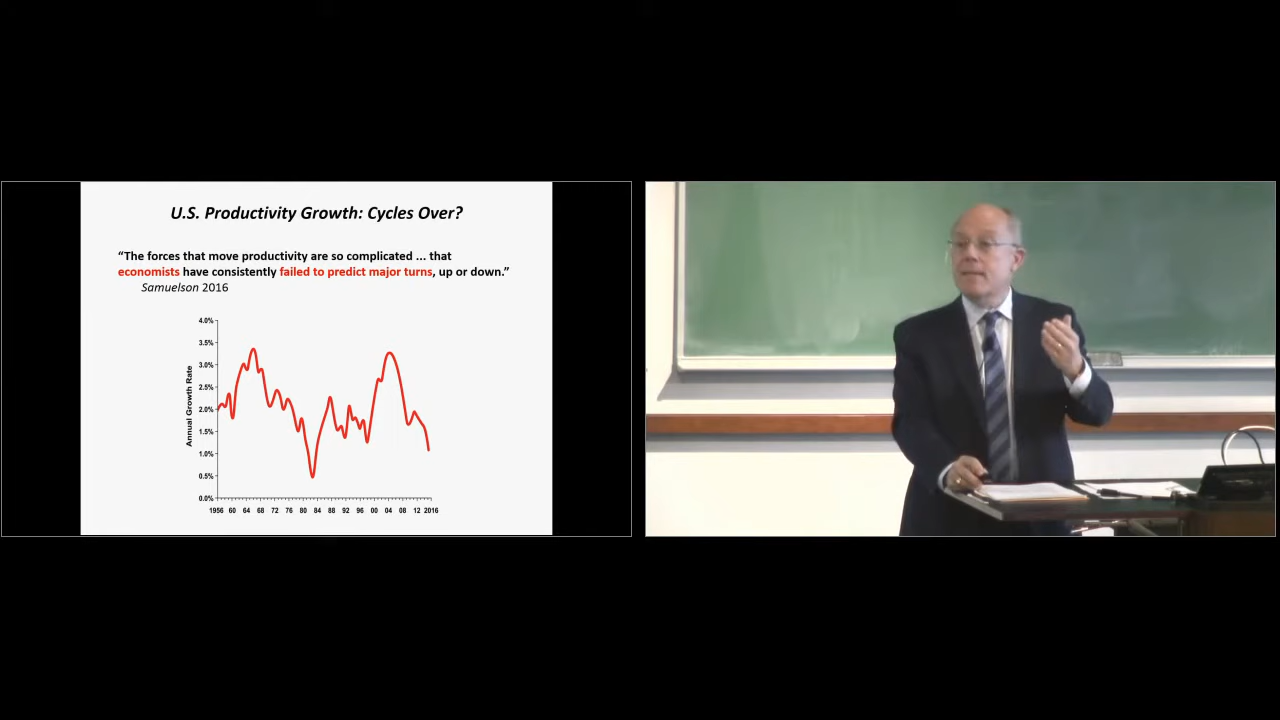 U.S. Productivity Growth: Cycles Over?
“The forces that move productivity are so complicated ... that
economists have consistently failed to predict major turns, up or down.”
Samuelson 2016
4.0%
3.5%
3.0%
2.5%
2.0%
1.5%
1.0%
0.5%
0.0%
Annual Growth Rate
1956 60 64 68 72 76 80 84 88 92 96 00 04 08 12 2016